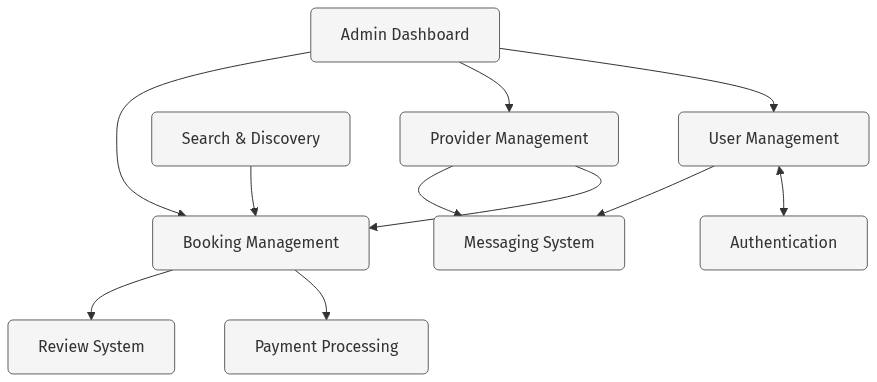 Admin Dashboard
Search & Discovery
Provider Management
User Management
Booking Management
Messaging System
Authentication
Review System
Payment Processing